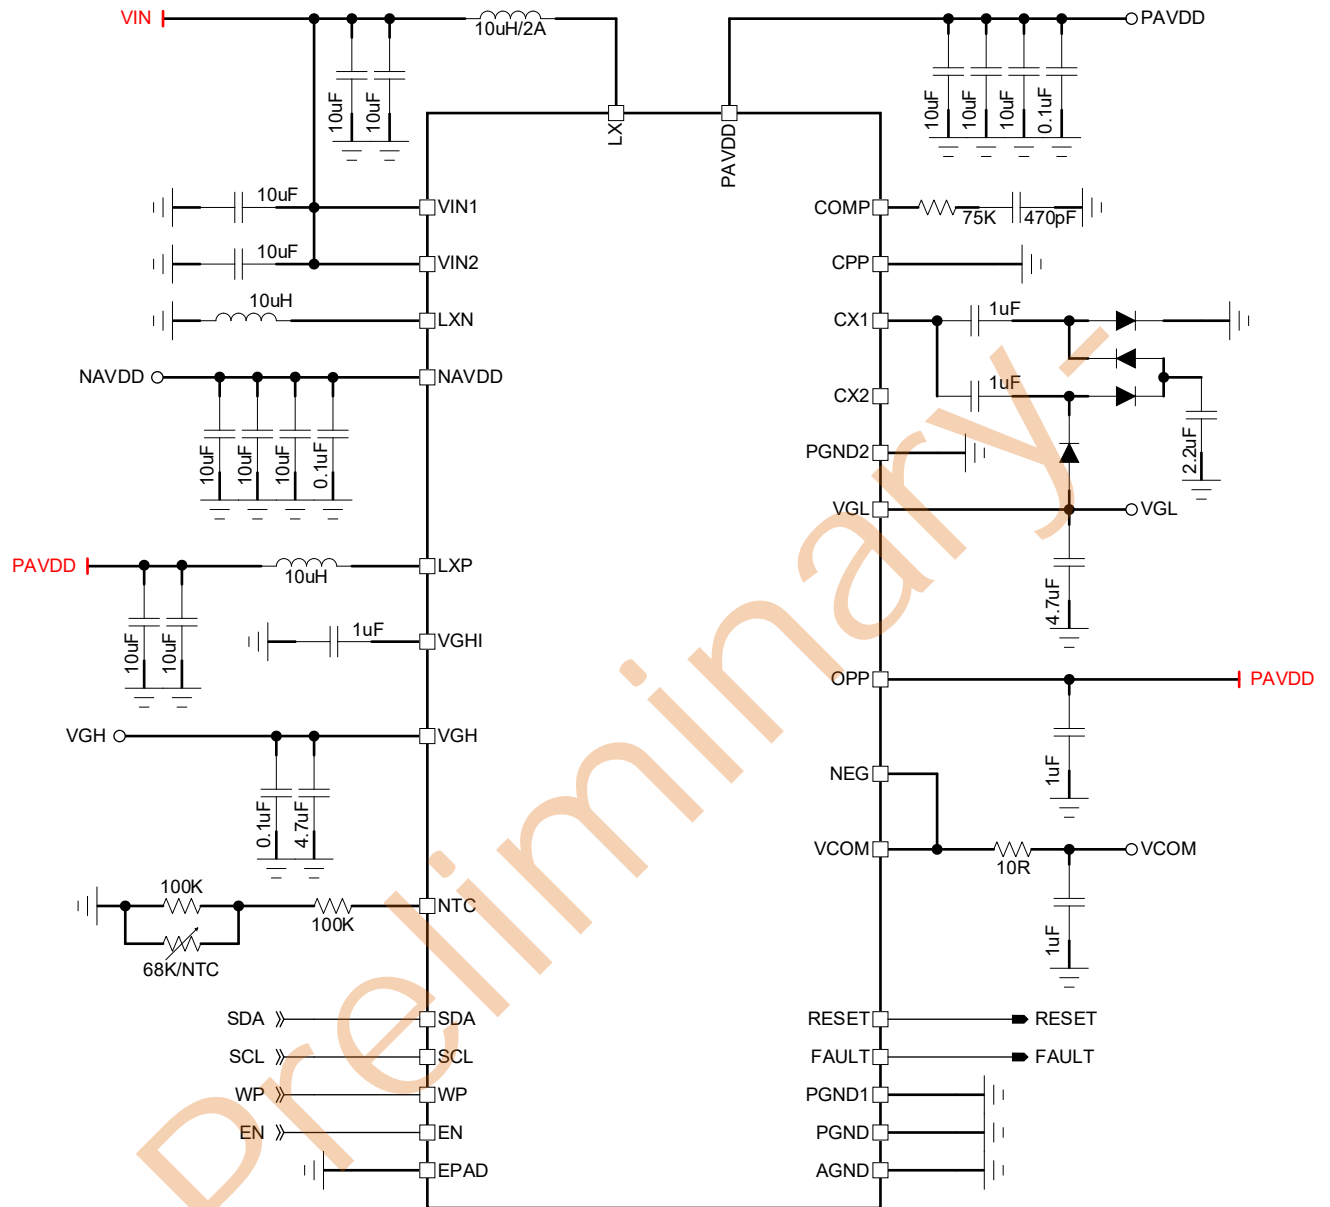 VIN
10uH/2A
PAVDD
10uF
10uF
10uF
10uF
10uF
0.1uF
LX
PAVDD
10uF
VIN1
COMP
75K
470pF
10uF
VIN2
CPP
10uH
LXN
CX1
1uF
NAVDD
NAVDD
1uF
CX2
10uF
10uF
10uF
0.1uF
PGND2
2.2uF
VGL
VGL
PAVDD
10uH
LXP
4.7uF
10uF
10uF
1uF
VGHI
OPP
PAVDD
VGH
VGH
1uF
NEG
0.1uF
4.7uF
VCOM
10R
VCOM
100K
100K
NTC
68K/NTC
1uF
SDA
SDA
RESET
RESET
SCL
SCL
FAULT
FAULT
WP
WP
PGND1
EN
EN
PGND
EPAD
AGND
Preliminary-